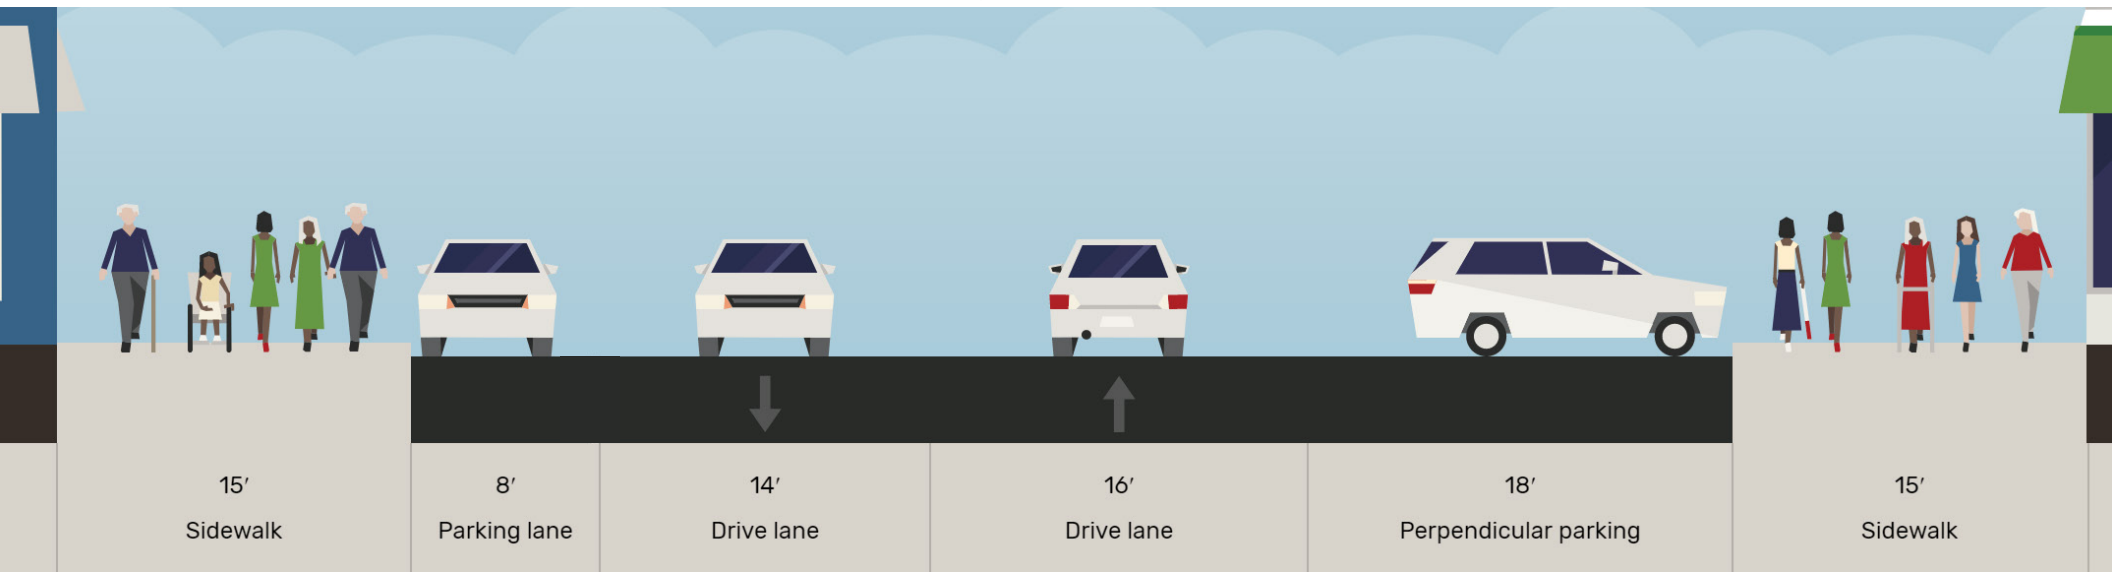 15′
Sidewalk
8′
Parking lane
14′
Drive lane
16′
Drive lane
18′
Perpendicular parking
15′
Sidewalk